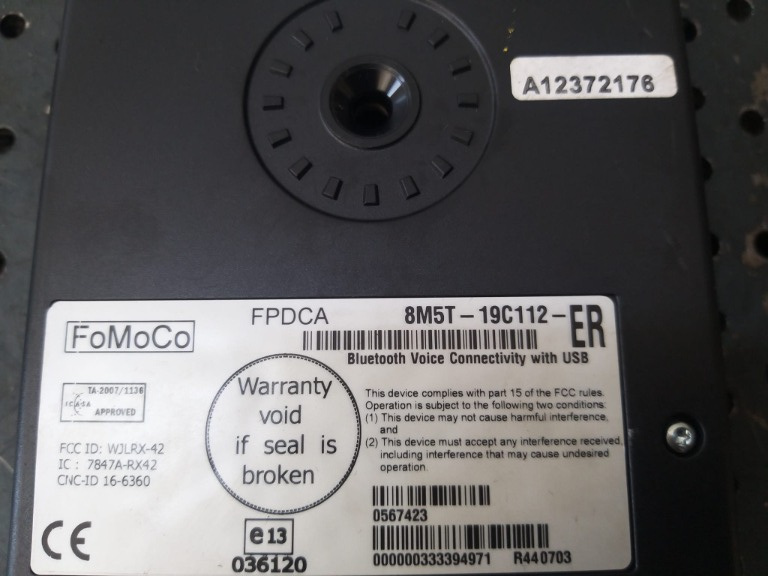 A12372176
FoMoCo
FPDCA
8M5T-19C112-ER
Bluetooth Voice Connectivity with USB
TA-2007/1136
ICASA
APPROVED
Warranty
void
if seal is
broken
This device complies with part 15 of the FCC rules.
Operation is subject to the following two conditions:
(1) This device may not cause harmful interference,
and
(2) This device must accept any interference received,
including interference that may cause undesired
operation.
FCC ID: WJLRX-42
IC : 7847A-RX42
CNC-ID 16-6360
CE
e13
036120
0567423
000000333394971
R440703